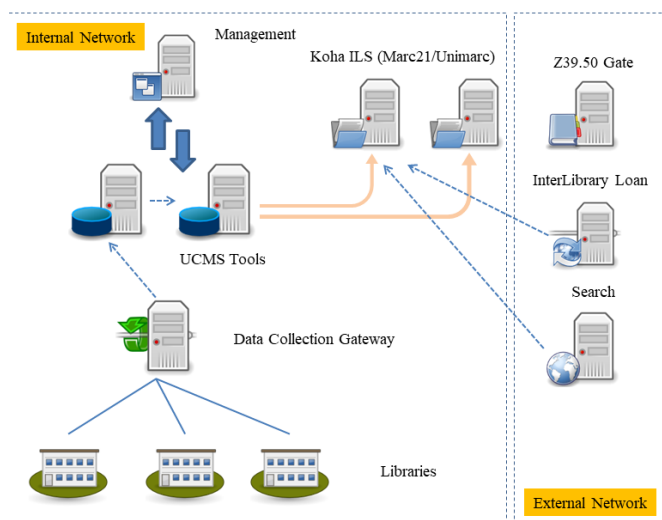 Internal Network
Management
Koha ILS (Marc21/Unimarc)
Z39.50 Gate
InterLibrary Loan
UCMS Tools
Search
Data Collection Gateway
Libraries
External Network